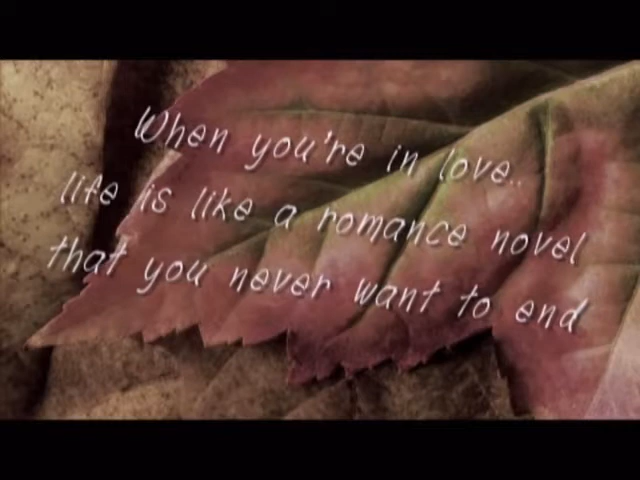 When you're in love..
life is like a romance novel
that you never want to end